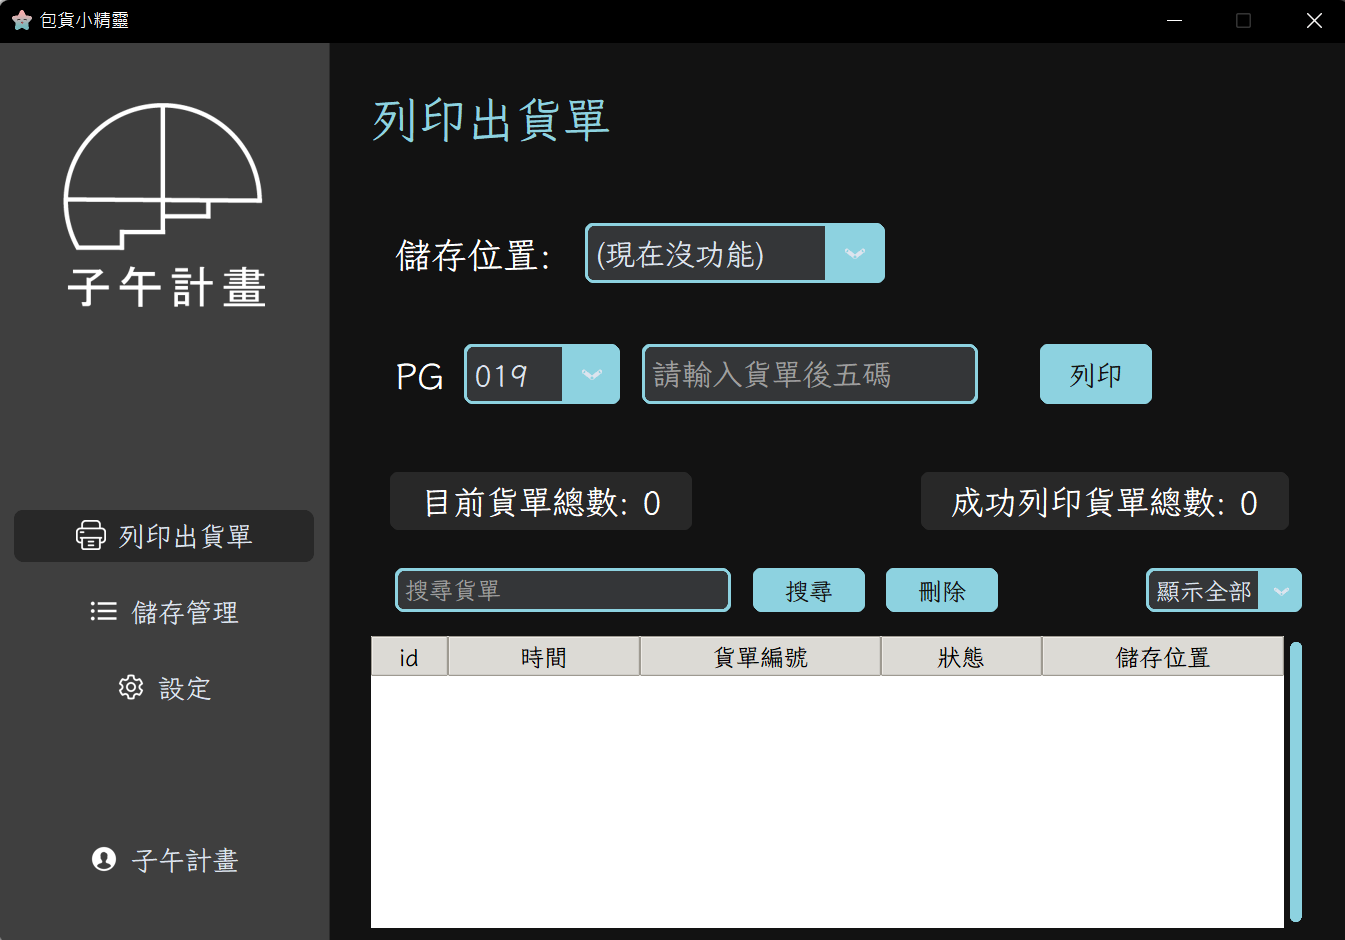 包貨小精靈
子午計畫
列印出貨單
儲存管理
設定
子午計畫
列印出貨單
儲存位置: (現在沒功能)
PG 019 請輸入貨單後五碼 列印
目前貨單總數: 0 成功列印貨單總數: 0
搜尋貨單 搜尋 刪除 顯示全部
id 時間 貨單編號 狀態 儲存位置